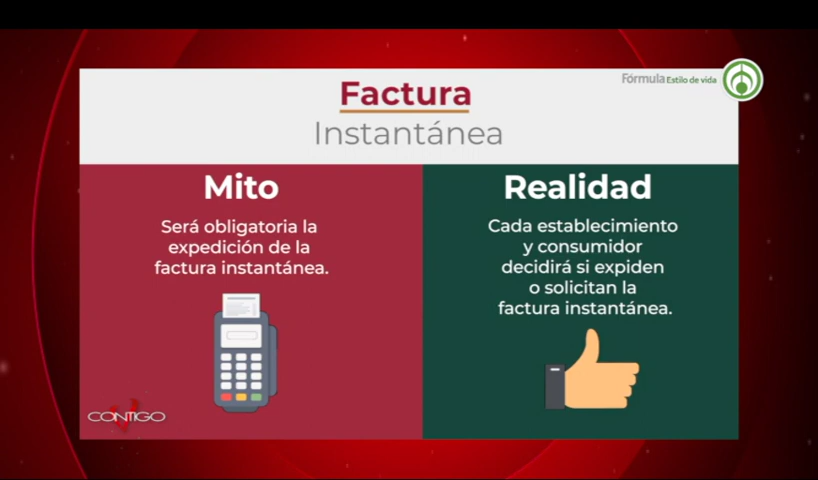 Factura
Fórmula Estilo de vida
Instantánea
Mito
Será obligatoria la
expedición de la
factura instantánea.
Realidad
Cada establecimiento
y consumidor
decidirá si expiden
o solicitan la
factura instantánea.
CONTIGO